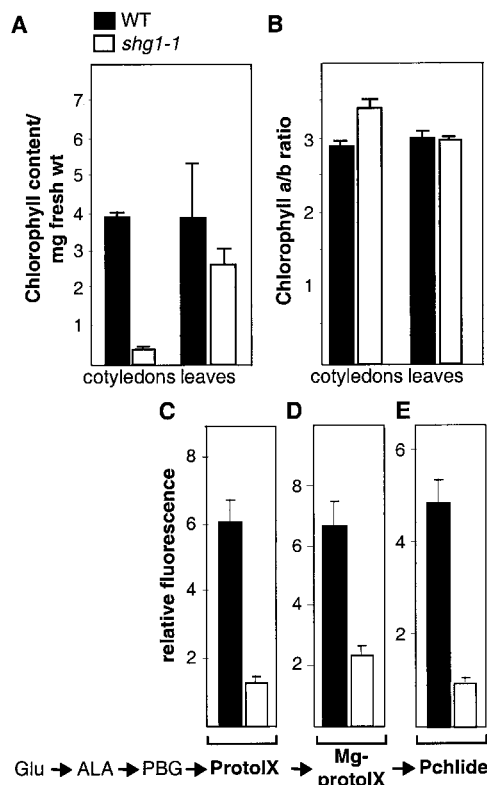 WT
shg1-1
A
B
Chlorophyll content/
mg fresh wt
7
6
5
4
3
2
1
cotyledons leaves
Chlorophyll a/b ratio
3
2
1
cotyledons leaves
C
D
E
relative fluorescence
8
6
4
2
8
6
4
2
6
4
2
Glu → ALA → PBG → ProtoIX → Mg-protoIX → Pchlide